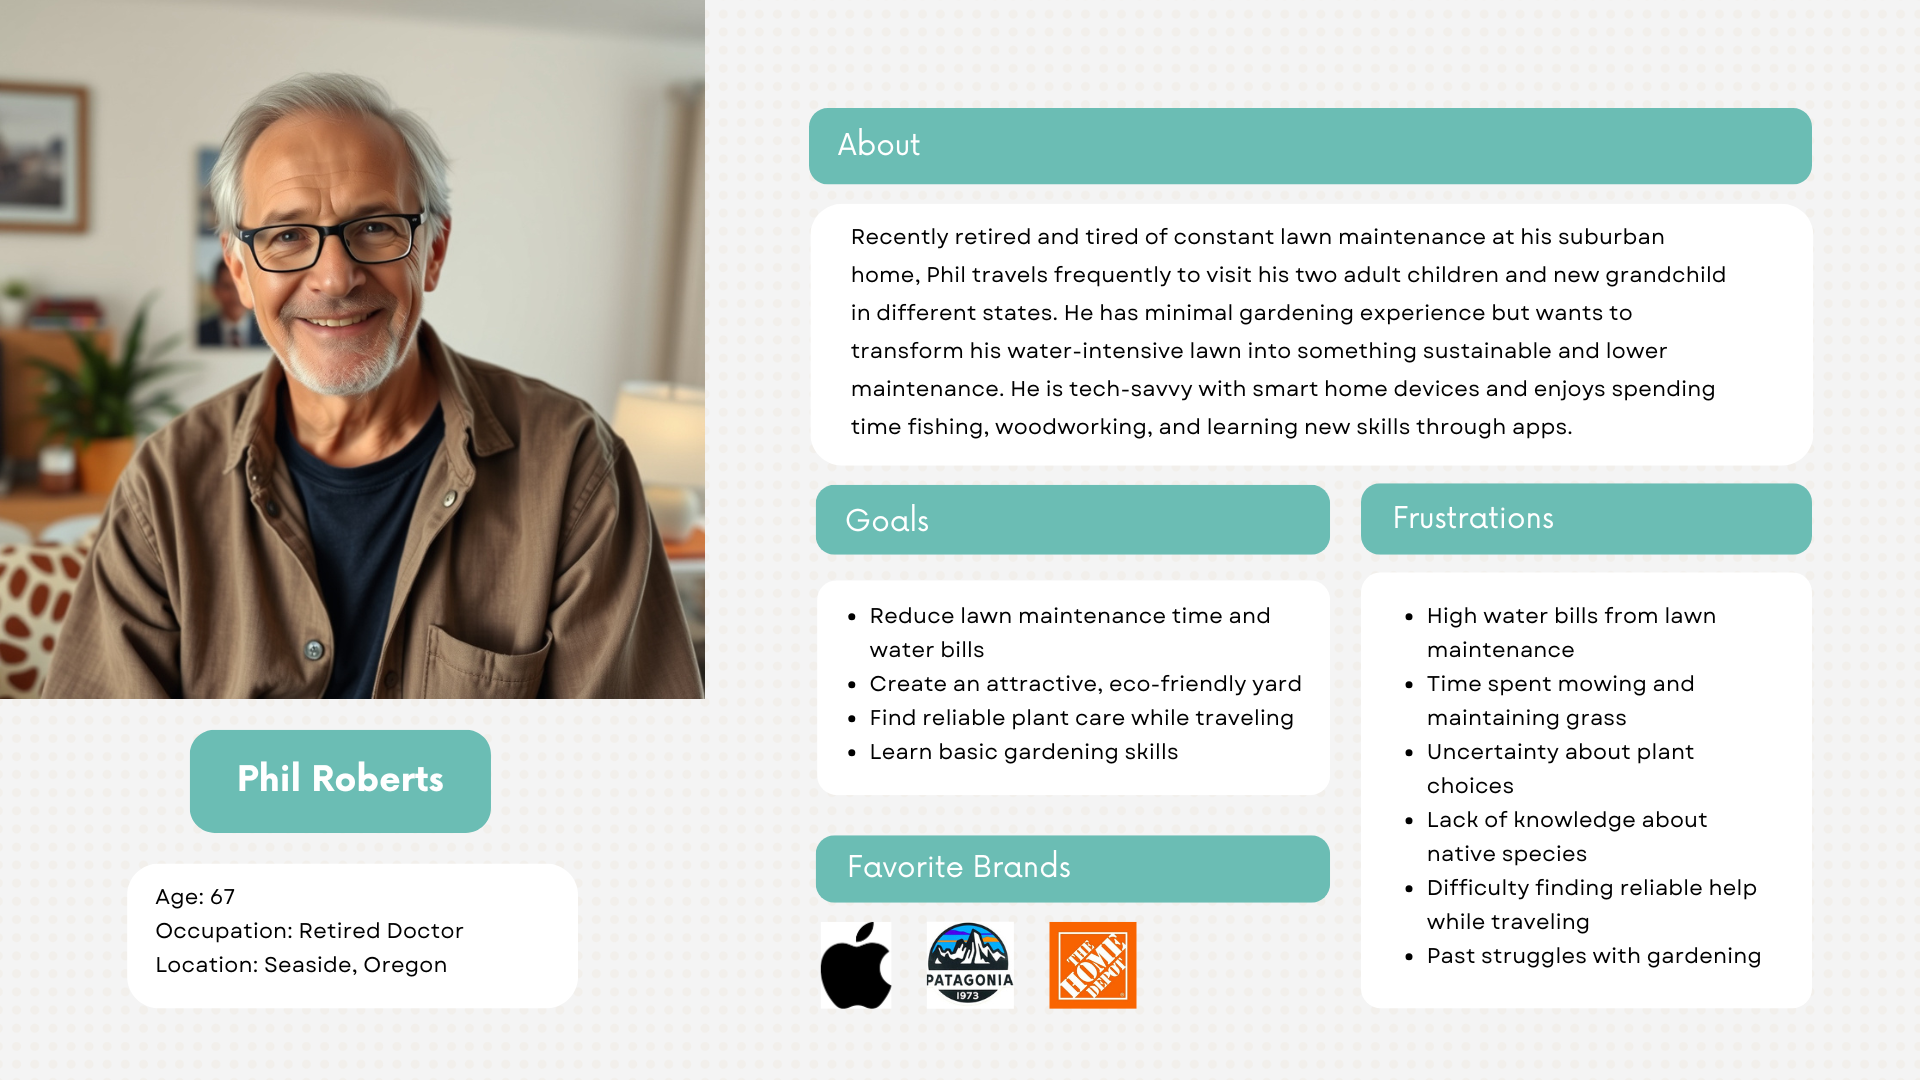 Phil Roberts
Age: 67
Occupation: Retired Doctor
Location: Seaside, Oregon
About
Recently retired and tired of constant lawn maintenance at his suburban
home, Phil travels frequently to visit his two adult children and new grandchild
in different states. He has minimal gardening experience but wants to
transform his water-intensive lawn into something sustainable and lower
maintenance. He is tech-savvy with smart home devices and enjoys spending
time fishing, woodworking, and learning new skills through apps.
Goals
• Reduce lawn maintenance time and
water bills
• Create an attractive, eco-friendly yard
• Find reliable plant care while traveling
• Learn basic gardening skills
Favorite Brands
PATAGONIA
1973
THE
HOME
DEPOT
Frustrations
• High water bills from lawn
maintenance
• Time spent mowing and
maintaining grass
• Uncertainty about plant
choices
• Lack of knowledge about
native species
• Difficulty finding reliable help
while traveling
• Past struggles with gardening